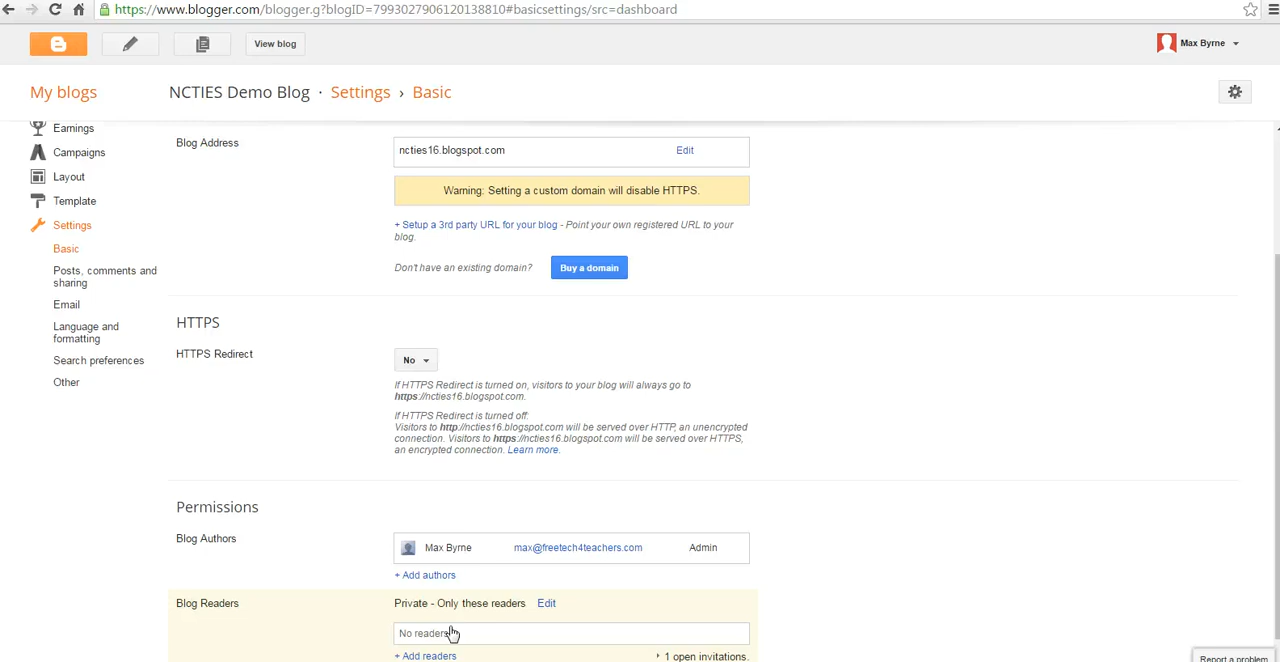 https://www.blogger.com/blogger.g?blogID=7993027906120138810#basicsettings/src=dashboard
View blog
Max Byrne
My blogs
NCTIES Demo Blog · Settings › Basic
Earnings
Campaigns
Layout
Template
Settings
Basic
Posts, comments and
sharing
Email
Language and
formatting
Search preferences
Other
Blog Address
ncties16.blogspot.com Edit
Warning: Setting a custom domain will disable HTTPS.
+ Setup a 3rd party URL for your blog - Point your own registered URL to your
blog.
Don't have an existing domain? Buy a domain
HTTPS
HTTPS Redirect
No
If HTTPS Redirect is turned on, visitors to your blog will always go to
https://ncties16.blogspot.com.
If HTTPS Redirect is turned off:
Visitors to http://ncties16.blogspot.com will be served over HTTP, an unencrypted
connection. Visitors to https://ncties16.blogspot.com will be served over HTTPS,
an encrypted connection. Learn more.
Permissions
Blog Authors
Max Byrne max@freetech4teachers.com Admin
+ Add authors
Blog Readers
Private - Only these readers Edit
No readers
+ Add readers 1 open invitations.
Report a problem